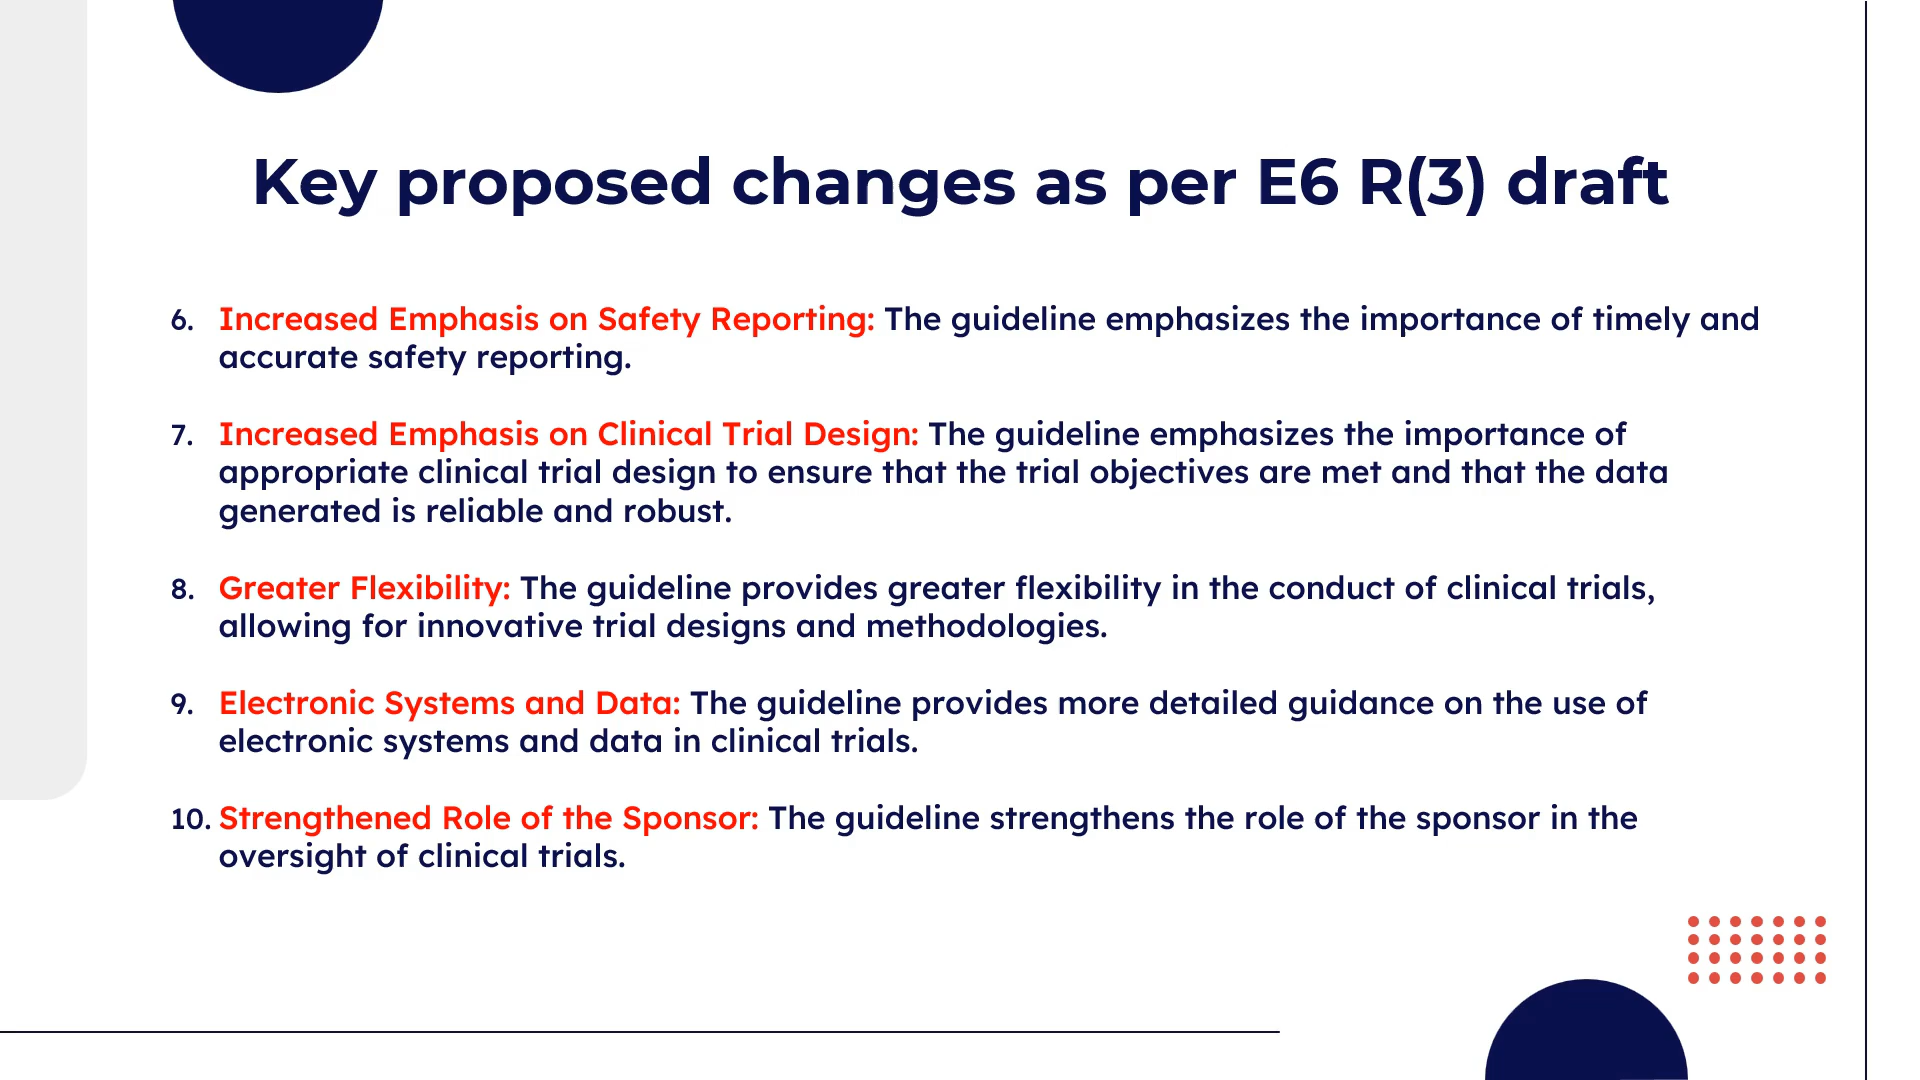 Key proposed changes as per E6 R(3) draft
6. Increased Emphasis on Safety Reporting: The guideline emphasizes the importance of timely and
accurate safety reporting.
7. Increased Emphasis on Clinical Trial Design: The guideline emphasizes the importance of
appropriate clinical trial design to ensure that the trial objectives are met and that the data
generated is reliable and robust.
8. Greater Flexibility: The guideline provides greater flexibility in the conduct of clinical trials,
allowing for innovative trial designs and methodologies.
9. Electronic Systems and Data: The guideline provides more detailed guidance on the use of
electronic systems and data in clinical trials.
10. Strengthened Role of the Sponsor: The guideline strengthens the role of the sponsor in the
oversight of clinical trials.